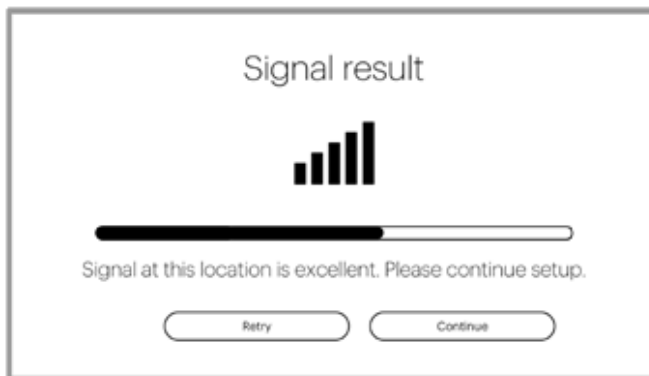 Signal result
Signal at this location is excellent. Please continue setup.
Retry
Continue